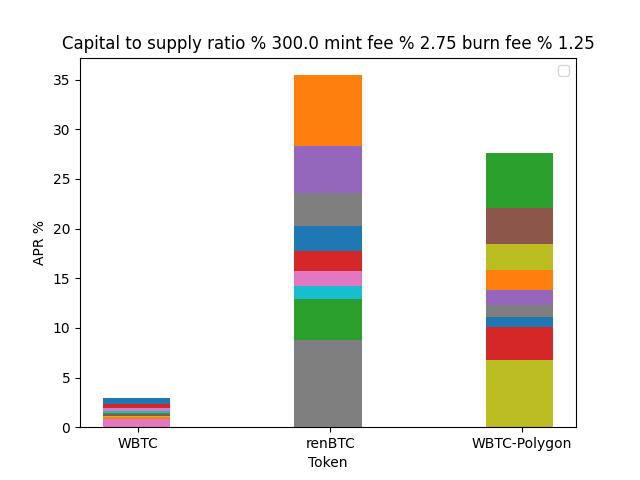 Capital to supply ratio % 300.0 mint fee % 2.75 burn fee % 1.25
35
30
25
20
15
10
5
0
APR %
WBTC renBTC WBTC-Polygon
Token